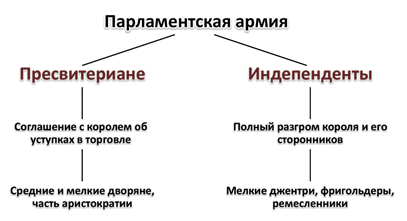 Парламентская армия
Пресвитериане
Индепенденты
Соглашение с королем об
уступках в торговле
Полный разгром короля и его
сторонников
Средние и мелкие дворяне,
часть аристократии
Мелкие джентри, фригольдеры,
ремесленники